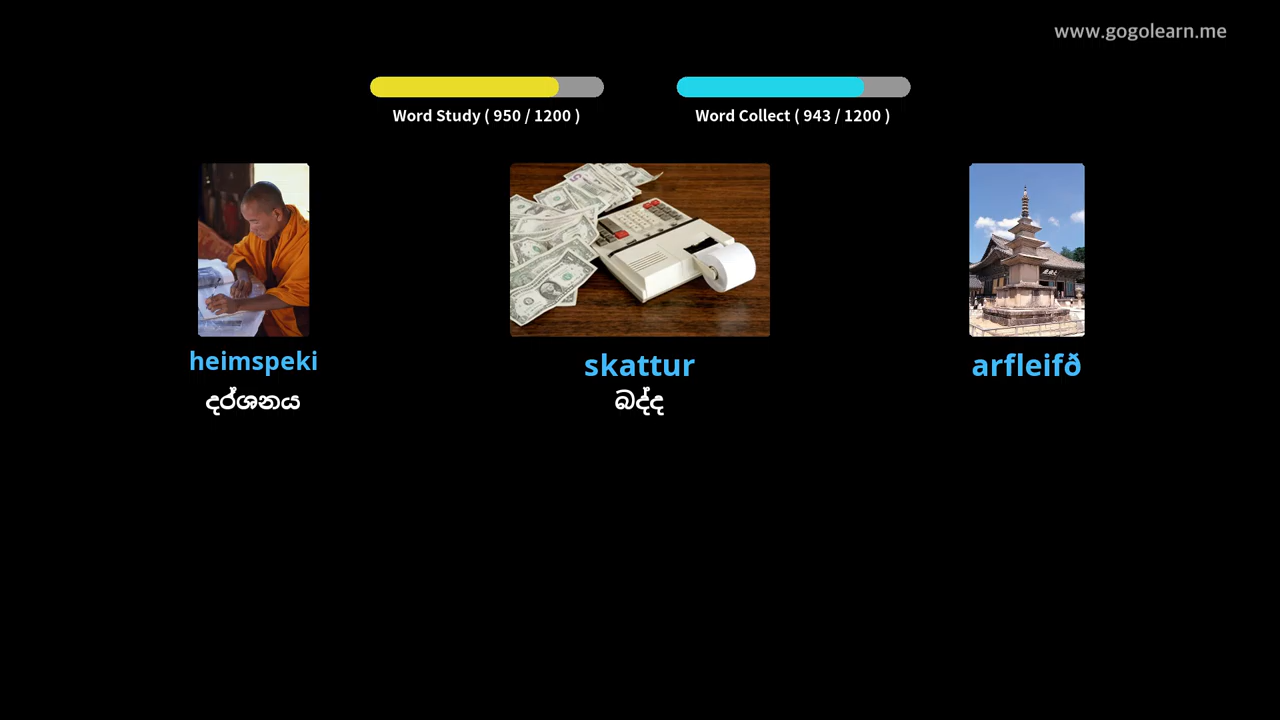 www.gogolearn.me
Word Study ( 950 / 1200 )
Word Collect ( 943 / 1200 )
heimspeki
skattur
arfleifð
දර්ශනය
බද්ද